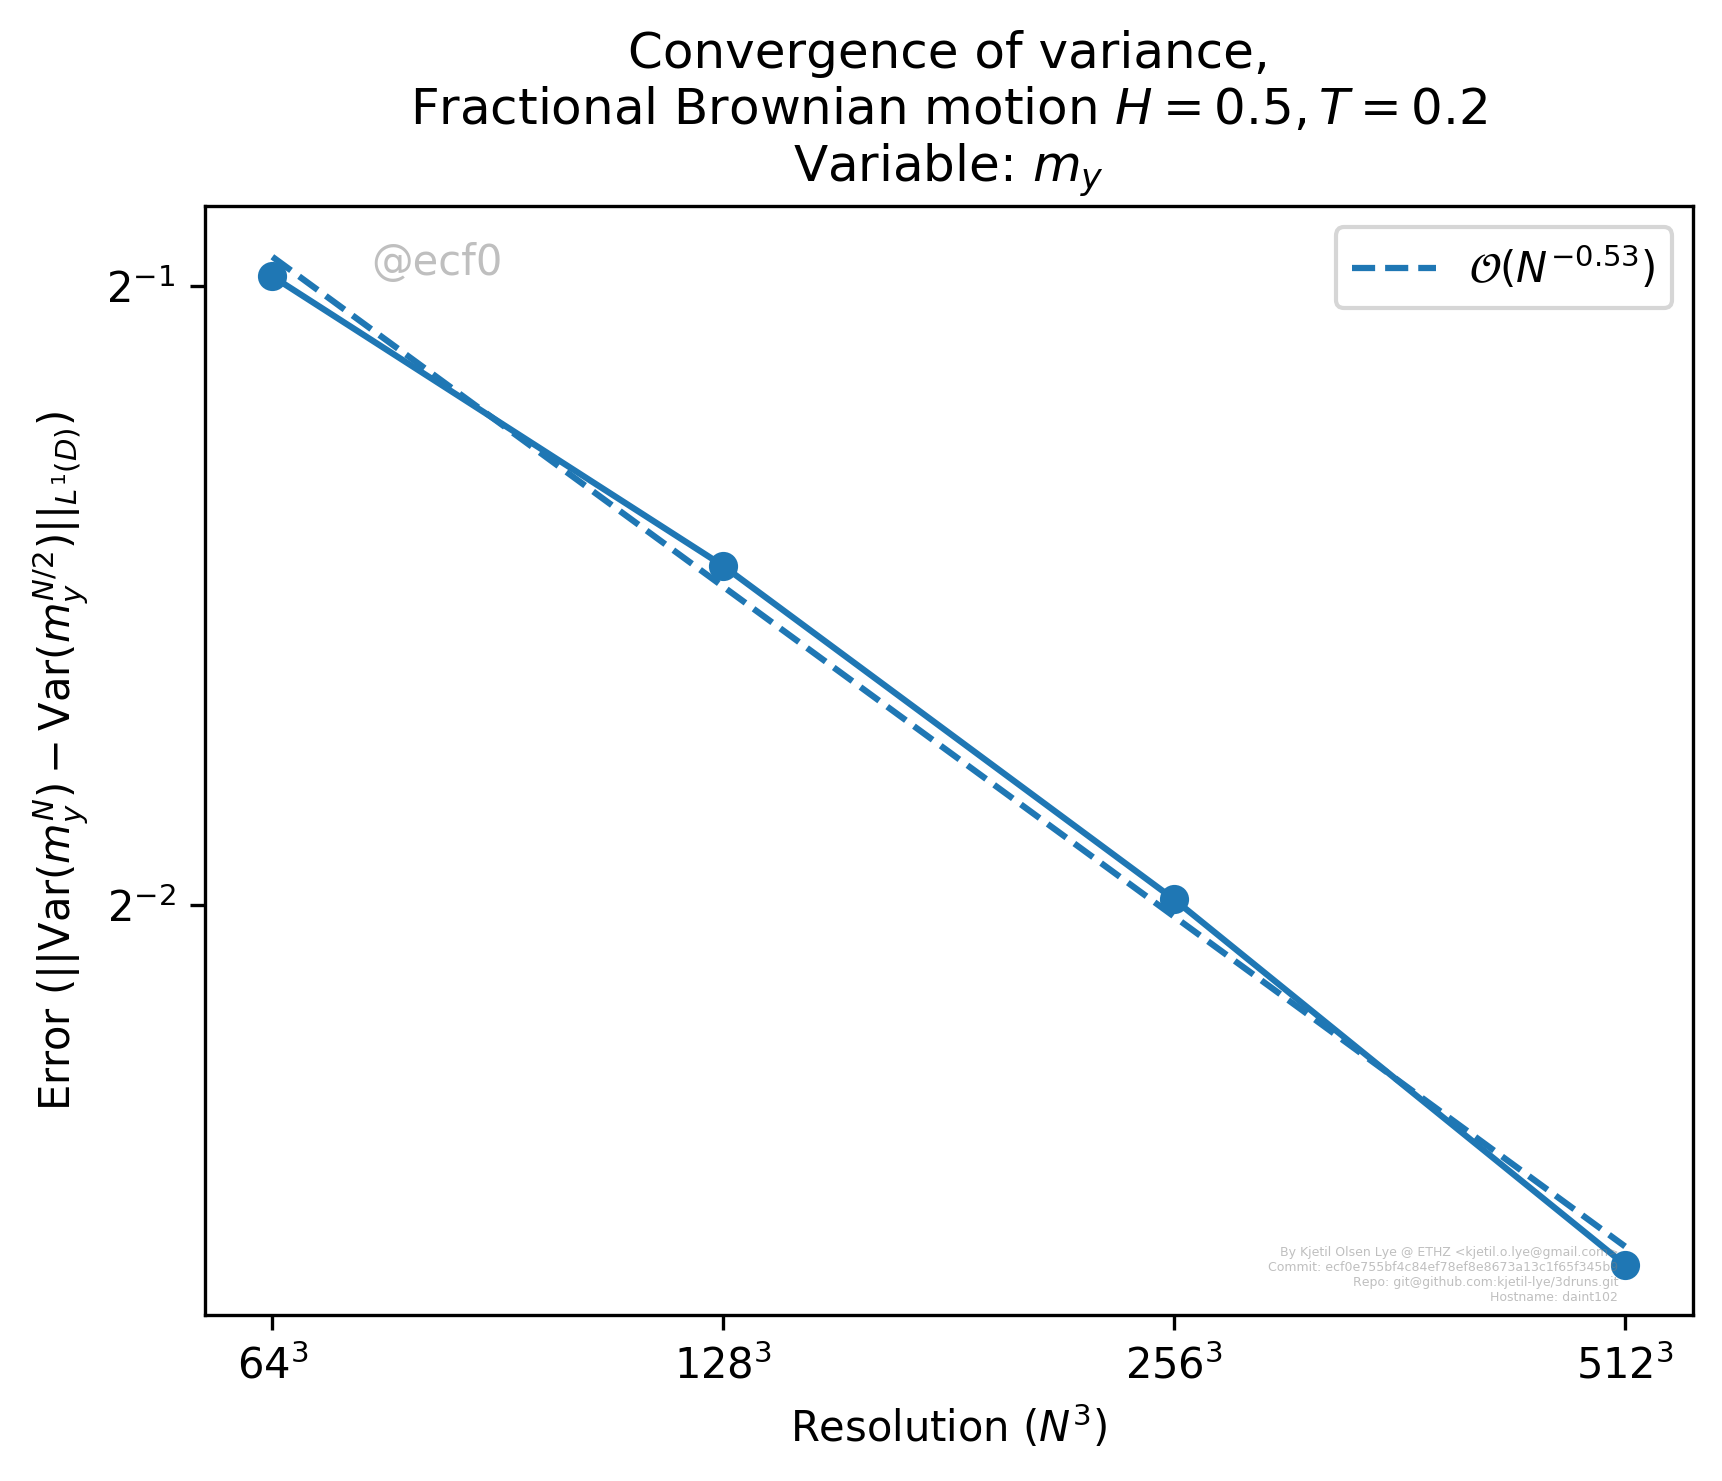 Convergence of variance,
Fractional Brownian motion H = 0.5, T = 0.2
Variable: m_y
@ecf0
O(N^{-0.53})
2^{-1}
2^{-2}
Error (||Var(m_y^N) − Var(m_y^{N/2})||_{L^1(D)})
By Kjetil Olsen Lye @ ETHZ <kjetil.o.lye@gmail.com
Commit: ecf0e755bf4c84ef78ef8e8673a13c1f65f345b
Repo: git@github.com:kjetil-lye/3druns.git
Hostname: daint102
64^3 128^3 256^3 512^3
Resolution (N^3)